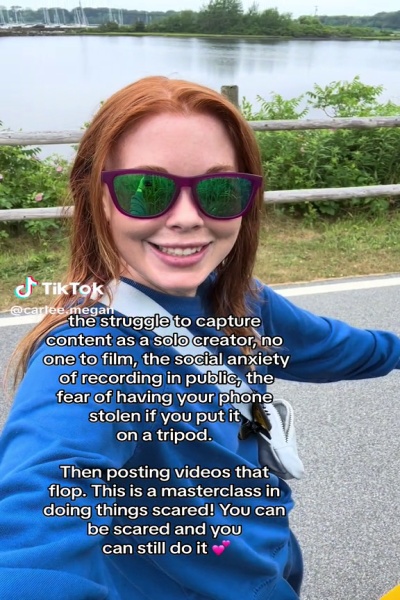 TikTok
@carlee.megan
the struggle to capture
content as a solo creator, no
one to film, the social anxiety
of recording in public, the
fear of having your phone
stolen if you put it
on a tripod.
Then posting videos that
flop. This is a masterclass in
doing things scared! You can
be scared and you
can still do it 💕